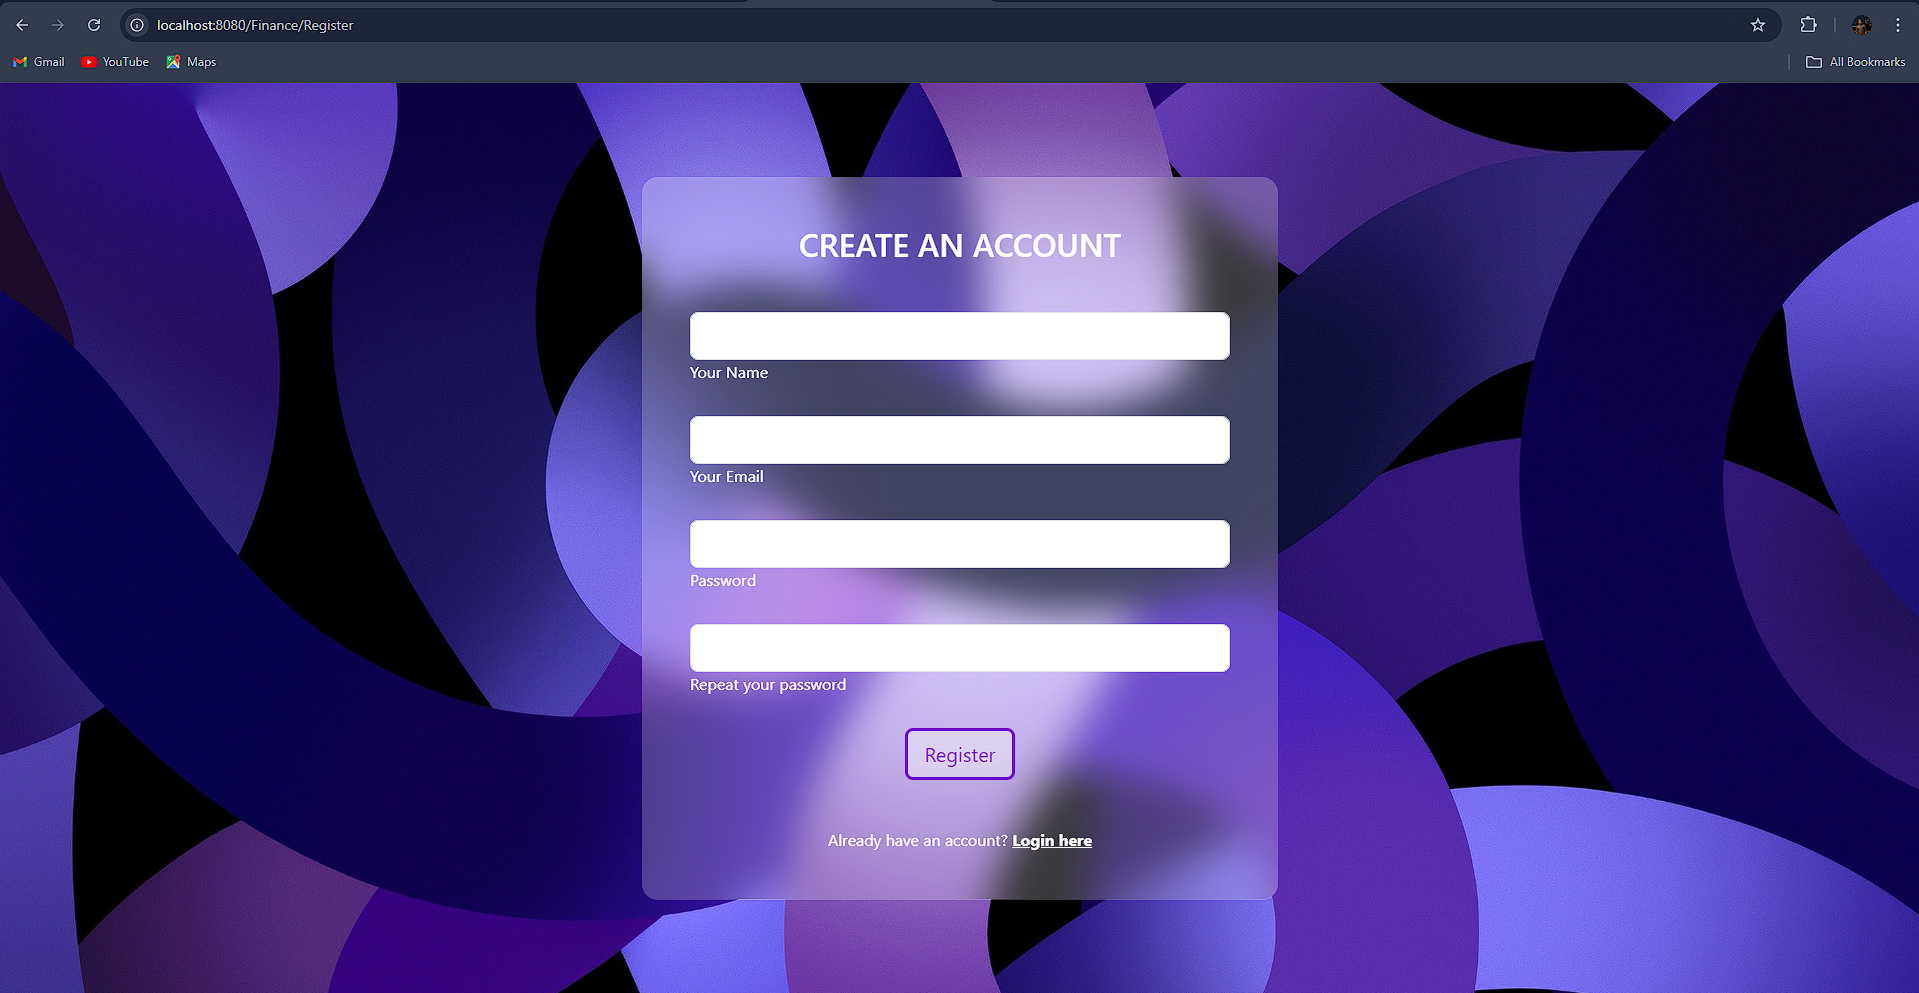 localhost:8080/Finance/Register
Gmail YouTube Maps All Bookmarks
CREATE AN ACCOUNT
Your Name
Your Email
Password
Repeat your password
Register
Already have an account? Login here